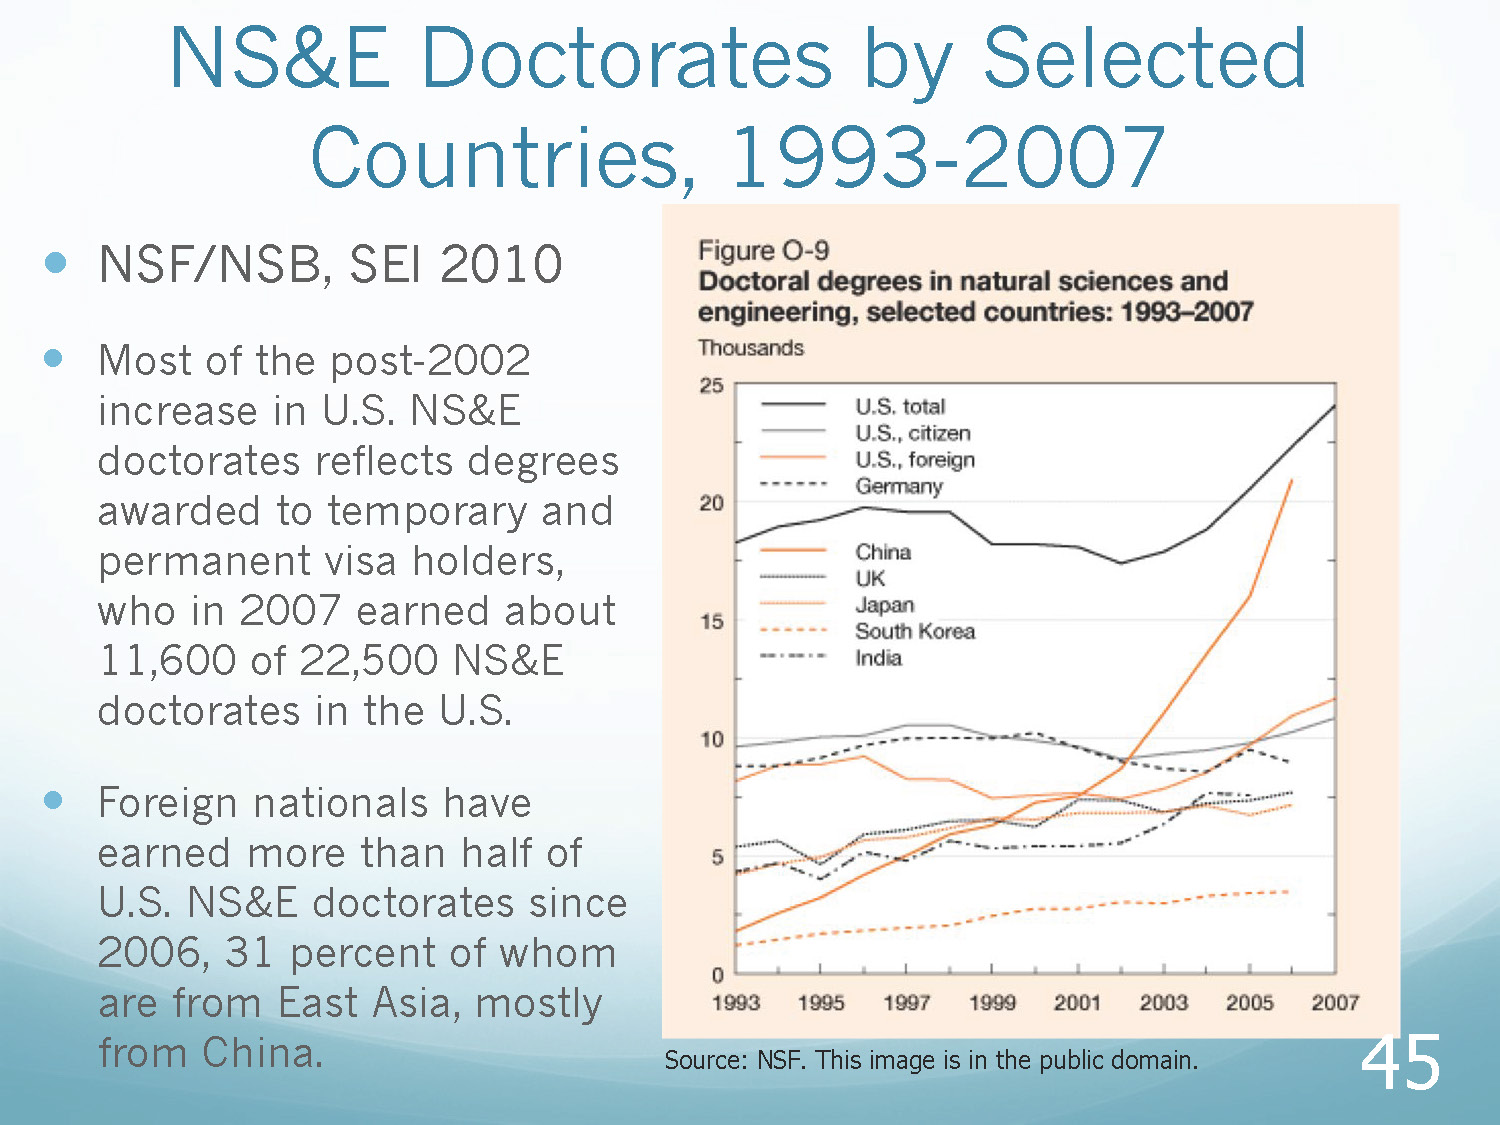 NS&E Doctorates by Selected
Countries, 1993-2007
NSF/NSB, SEI 2010
Most of the post-2002
increase in U.S. NS&E
doctorates reflects degrees
awarded to temporary and
permanent visa holders,
who in 2007 earned about
11,600 of 22,500 NS&E
doctorates in the U.S.
Foreign nationals have
earned more than half of
U.S. NS&E doctorates since
2006, 31 percent of whom
are from East Asia, mostly
from China.
Figure O-9
Doctoral degrees in natural sciences and
engineering, selected countries: 1993–2007
Thousands
25
U.S. total
U.S., citizen
U.S., foreign
Germany
20
China
UK
Japan
15
South Korea
India
10
5
0
1993 1995 1997 1999 2001 2003 2005 2007
Source: NSF. This image is in the public domain.
45